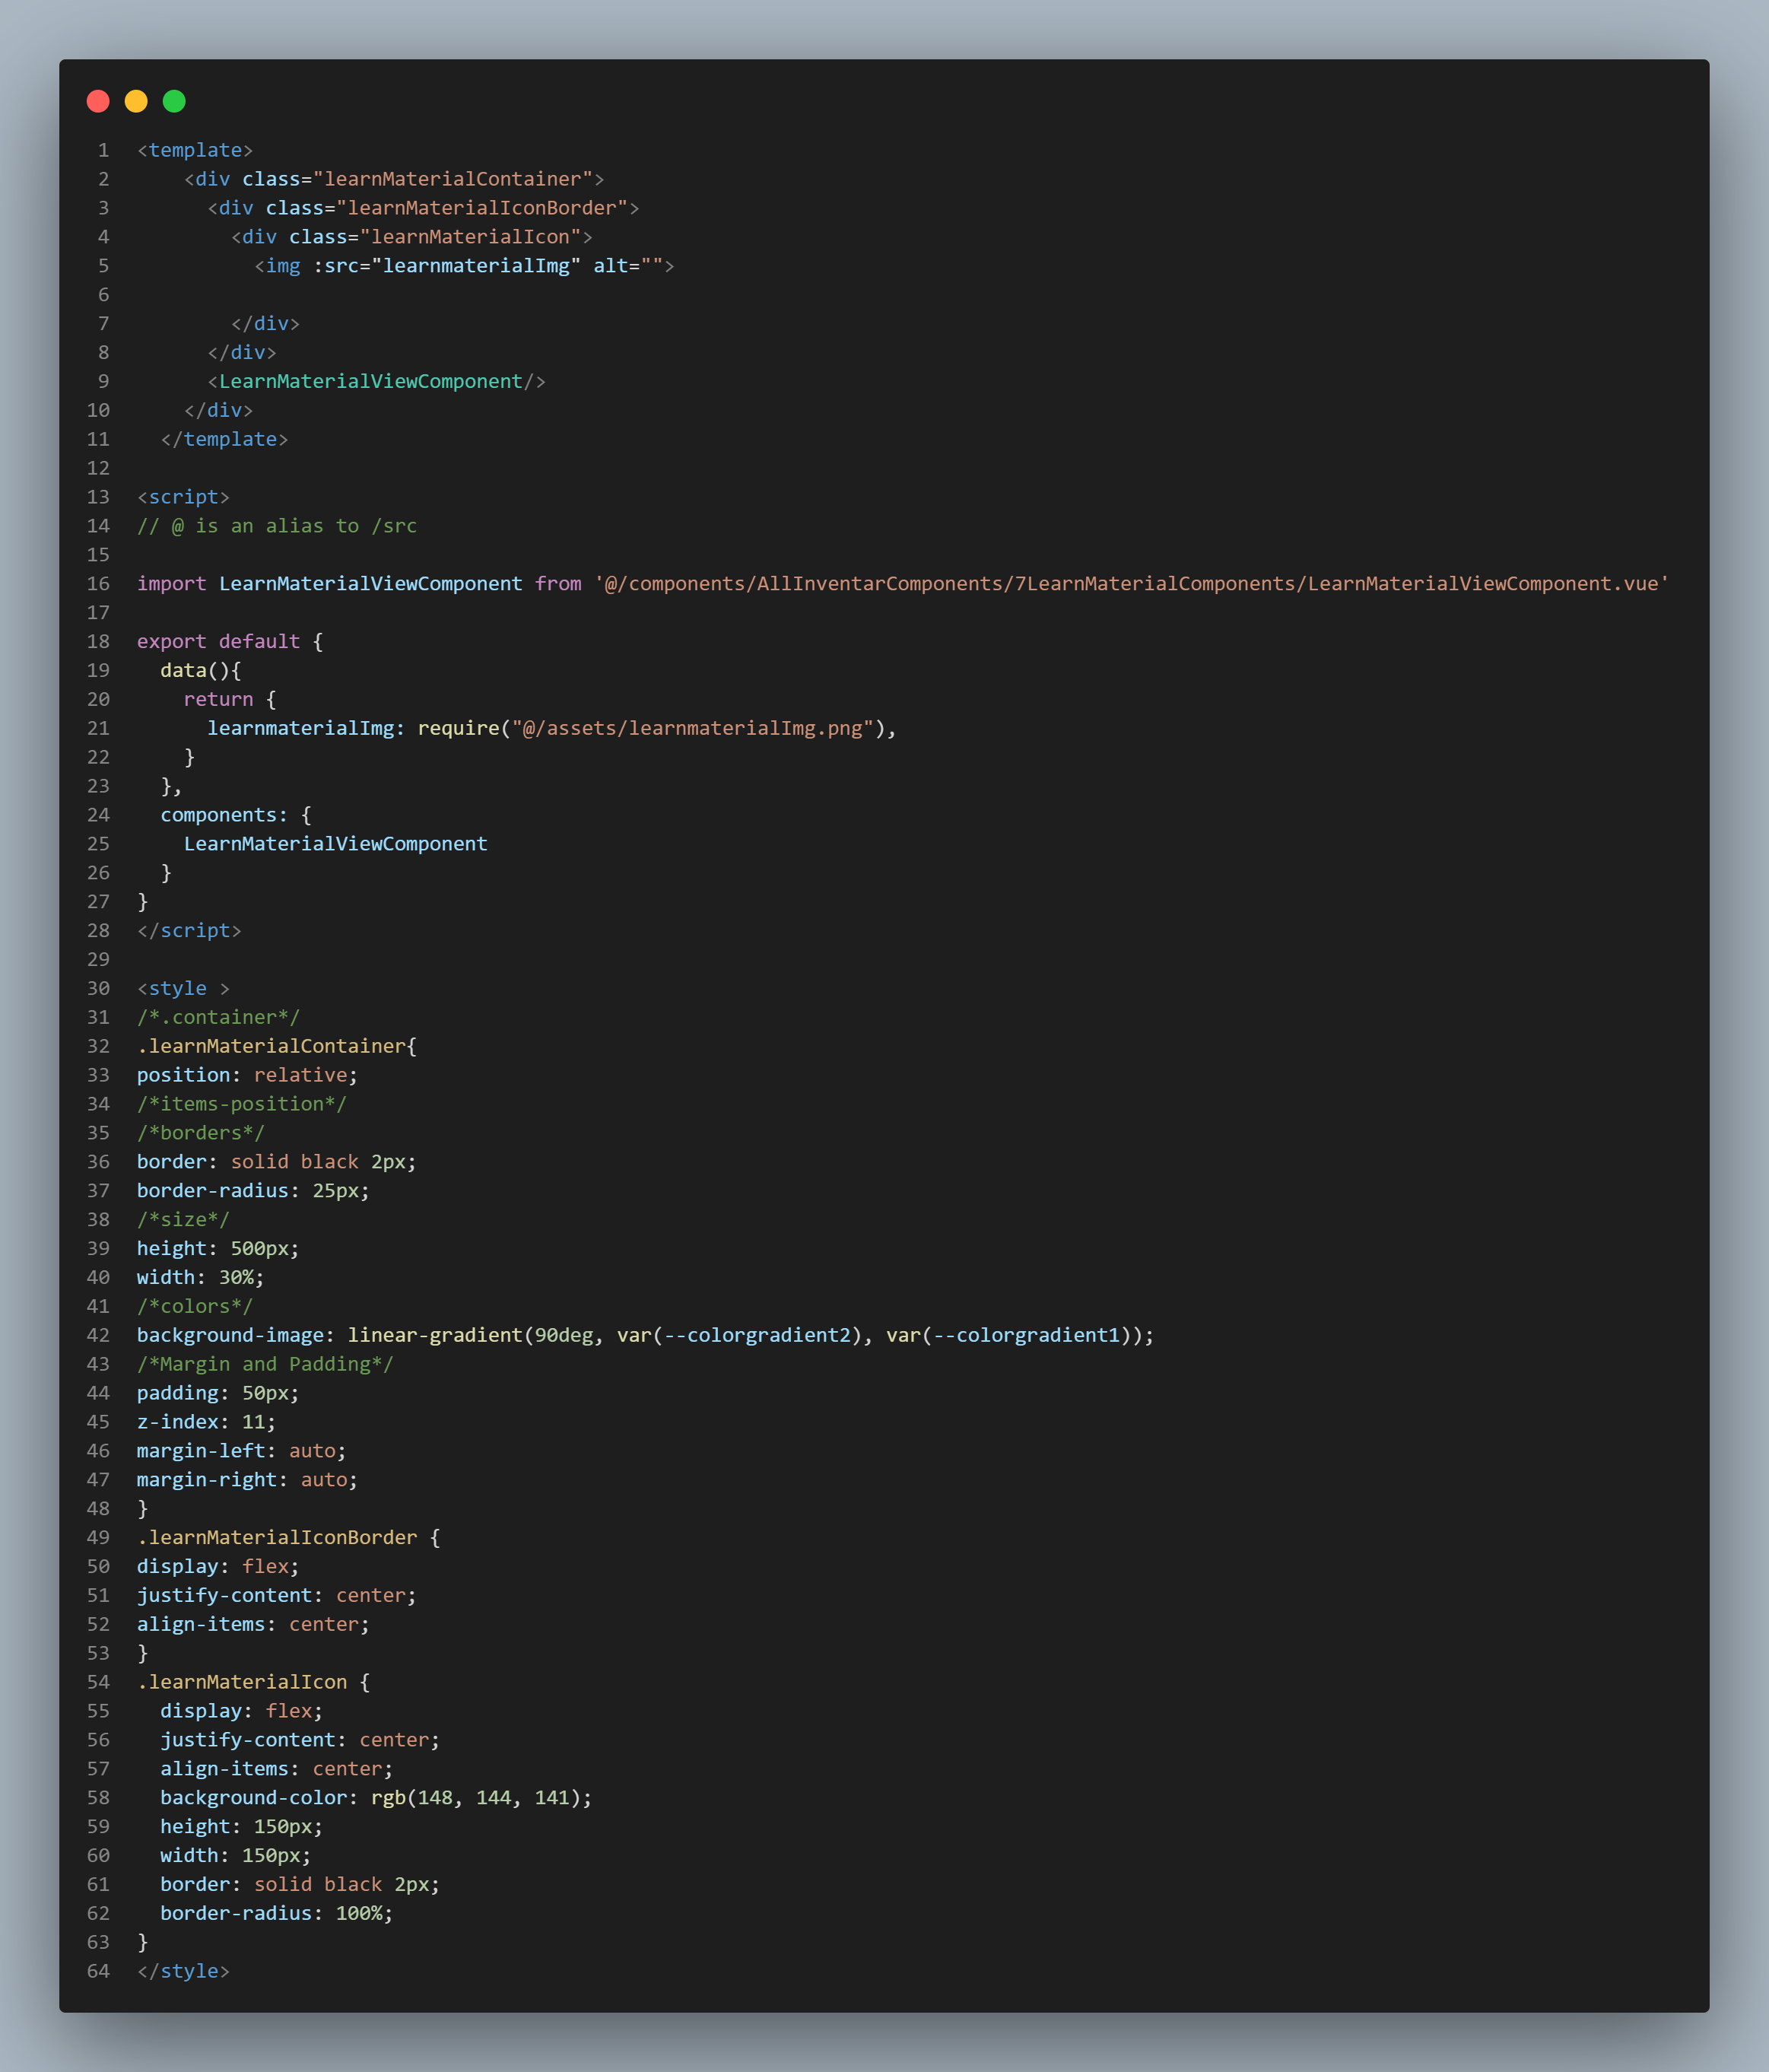 1 <template>
2     <div class="learnMaterialContainer">
3       <div class="learnMaterialIconBorder">
4         <div class="learnMaterialIcon">
5           <img :src="learnmaterialImg" alt="">
6
7         </div>
8       </div>
9       <LearnMaterialViewComponent/>
10     </div>
11   </template>
12
13 <script>
14 // @ is an alias to /src
15
16 import LearnMaterialViewComponent from '@/components/AllInventarComponents/7LearnMaterialComponents/LearnMaterialViewComponent.vue'
17
18 export default {
19   data(){
20     return {
21       learnmaterialImg: require("@/assets/learnmaterialImg.png"),
22     }
23   },
24   components: {
25     LearnMaterialViewComponent
26   }
27 }
28 </script>
29
30 <style >
31 /*.container*/
32 .learnMaterialContainer{
33 position: relative;
34 /*items-position*/
35 /*borders*/
36 border: solid black 2px;
37 border-radius: 25px;
38 /*size*/
39 height: 500px;
40 width: 30%;
41 /*colors*/
42 background-image: linear-gradient(90deg, var(--colorgradient2), var(--colorgradient1));
43 /*Margin and Padding*/
44 padding: 50px;
45 z-index: 11;
46 margin-left: auto;
47 margin-right: auto;
48 }
49 .learnMaterialIconBorder {
50 display: flex;
51 justify-content: center;
52 align-items: center;
53 }
54 .learnMaterialIcon {
55   display: flex;
56   justify-content: center;
57   align-items: center;
58   background-color: rgb(148, 144, 141);
59   height: 150px;
60   width: 150px;
61   border: solid black 2px;
62   border-radius: 100%;
63 }
64 </style>